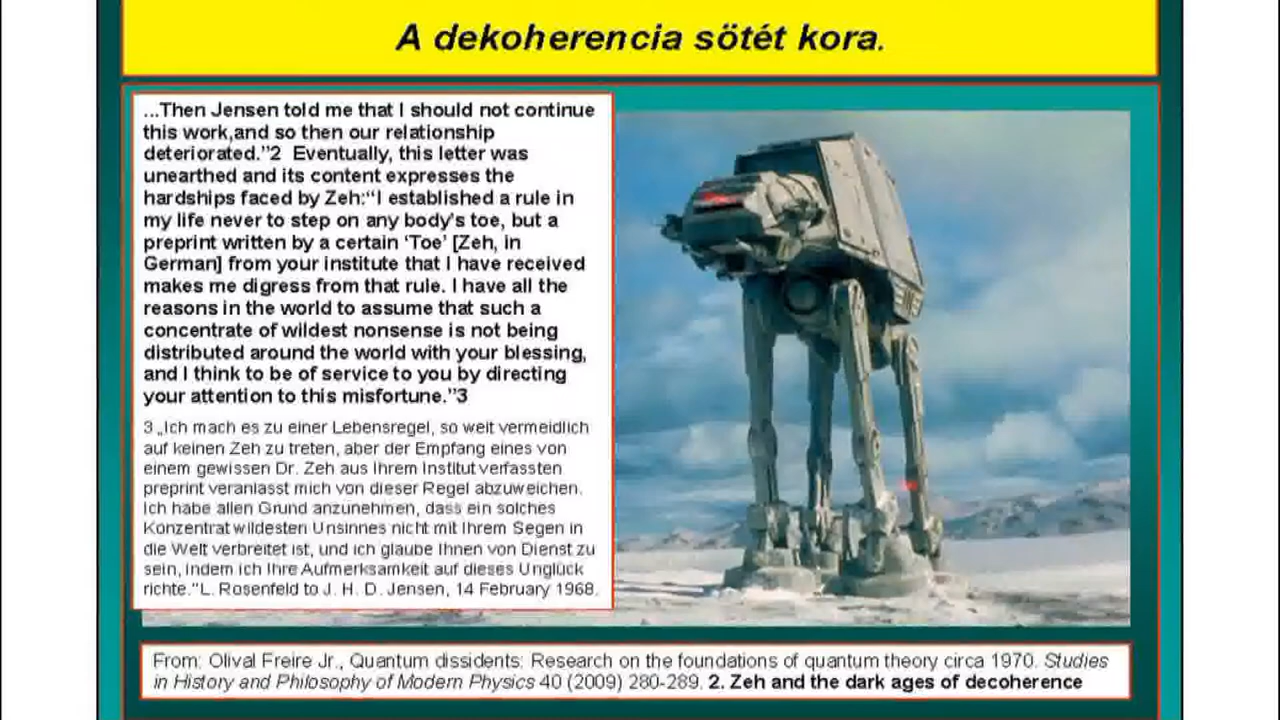 A dekoherencia sötét kora.
...Then Jensen told me that I should not continue
this work,and so then our relationship
deteriorated.”2 Eventually, this letter was
unearthed and its content expresses the
hardships faced by Zeh:“I established a rule in
my life never to step on any body's toe, but a
preprint written by a certain ‘Toe’ [Zeh, in
German] from your institute that I have received
makes me digress from that rule. I have all the
reasons in the world to assume that such a
concentrate of wildest nonsense is not being
distributed around the world with your blessing,
and I think to be of service to you by directing
your attention to this misfortune.”3
3 „Ich mach es zu einer Lebensregel, so weit vermeidlich
auf keinen Zeh zu treten, aber der Empfang eines von
einem gewissen Dr. Zeh aus Ihrem Institut verfassten
preprint veranlasst mich von dieser Regel abzuweichen.
Ich habe allen Grund anzunehmen, dass ein solches
Konzentrat wildesten Unsinnes nicht mit Ihrem Segen in
die Welt verbreitet ist, und ich glaube Ihnen von Dienst zu
sein, indem ich Ihre Aufmerksamkeit auf dieses Unglück
richte.“L. Rosenfeld to J. H. D. Jensen, 14 February 1968.
From: Olival Freire Jr., Quantum dissidents: Research on the foundations of quantum theory circa 1970. Studies
in History and Philosophy of Modern Physics 40 (2009) 280-289. 2. Zeh and the dark ages of decoherence